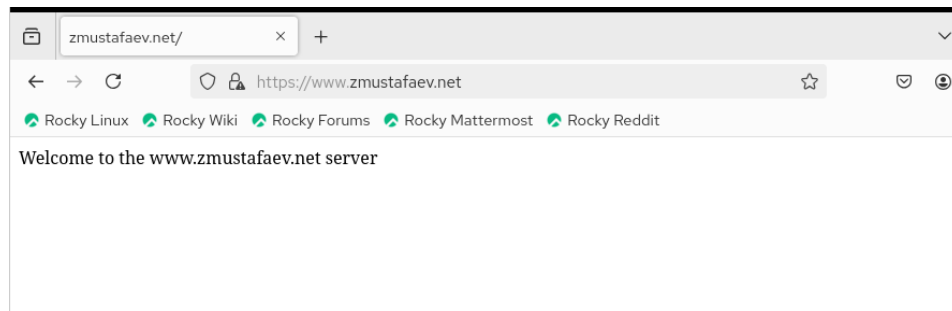 zmustafaev.net/
https://www.zmustafaev.net
Rocky Linux Rocky Wiki Rocky Forums Rocky Mattermost Rocky Reddit
Welcome to the www.zmustafaev.net server